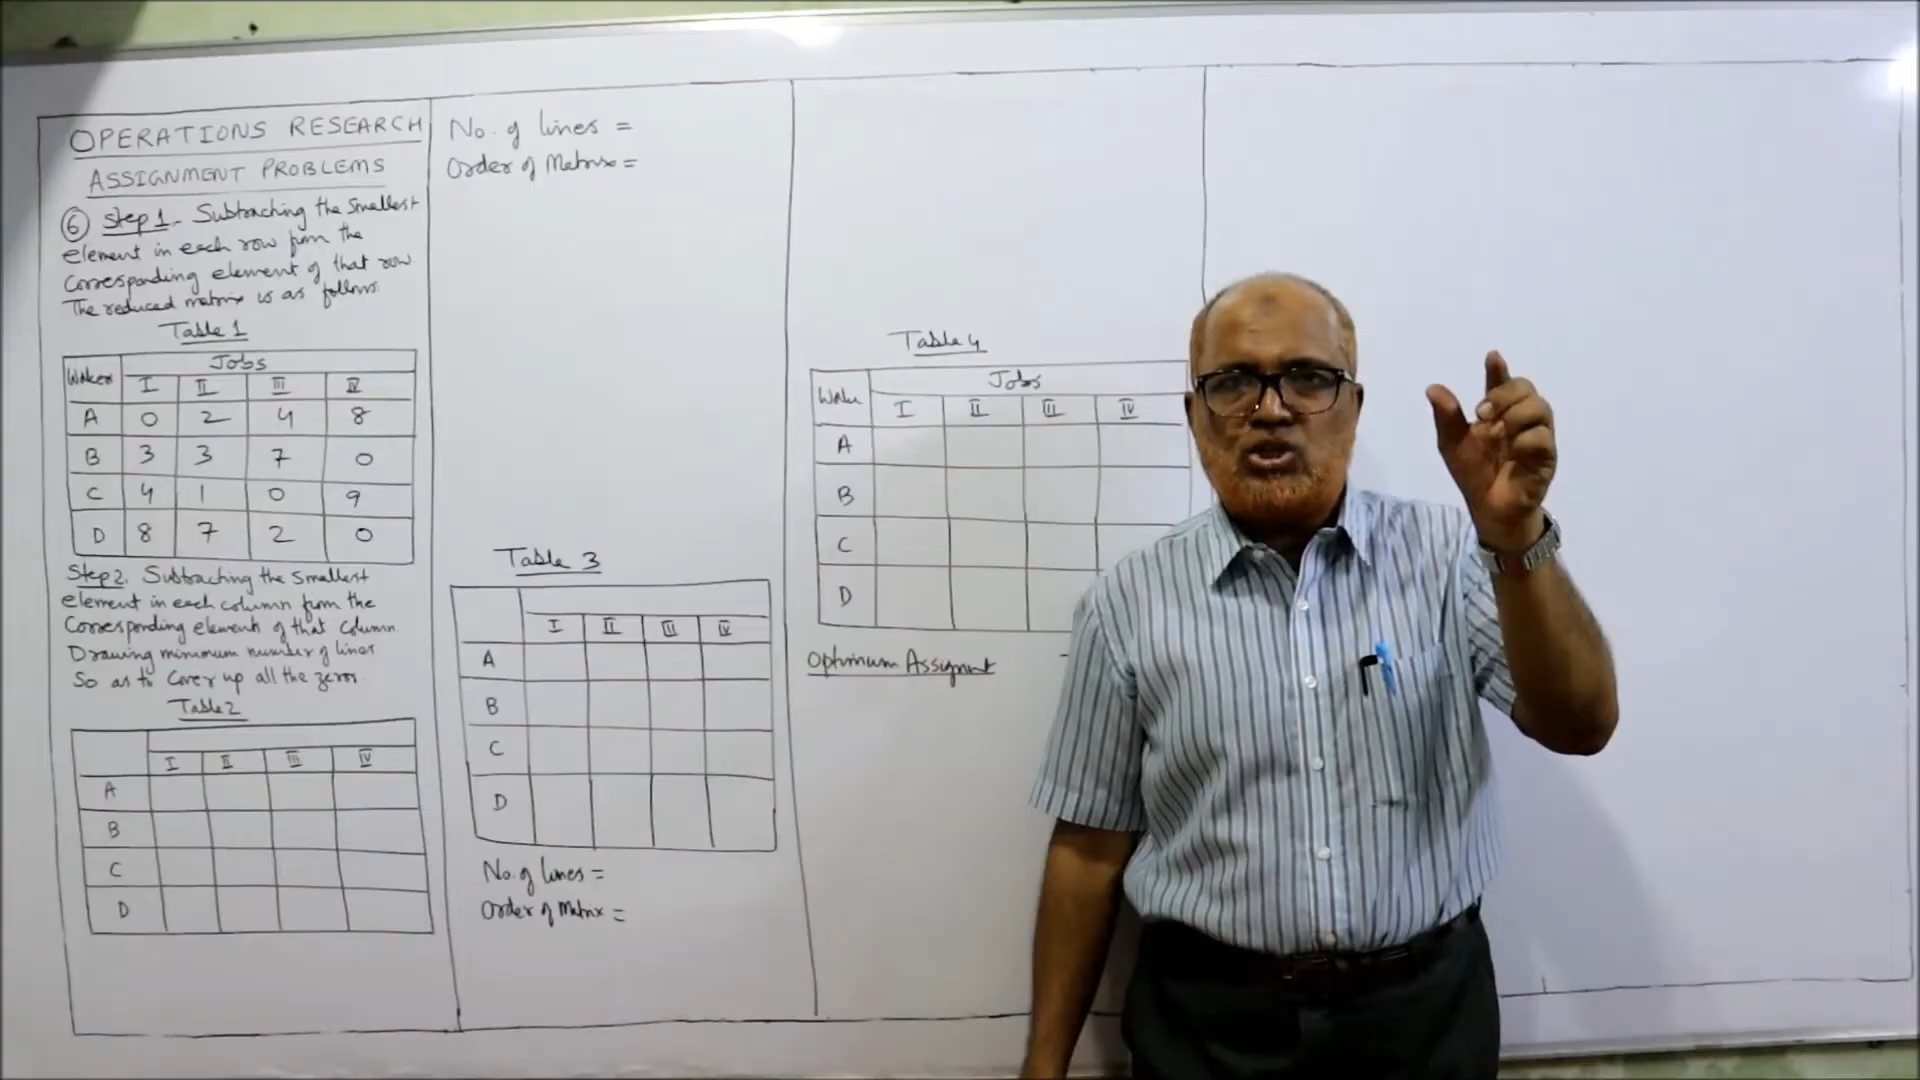 OPERATIONS RESEARCH
ASSIGNMENT PROBLEMS
⑥ Step 1 - Subtracting the smallest
element in each row from the
corresponding element of that row
The reduced matrix is as follows.
Table 1
Worker Jobs
I II III IV
A 0 2 4 8
B 3 3 7 0
C 4 1 0 9
D 8 7 2 0
Step 2. Subtracting the smallest
element in each column from the
corresponding elements of that column.
Drawing minimum number of lines
So as to cover up all the zeros.
Table 2
I II III IV
A
B
C
D
No. of lines =
Order of Matrix =
Table 3
I II III IV
A
B
C
D
No. of lines =
Order of Matrix =
Table 4
Jobs
I II III IV
A
B
C
D
Optimum Assignment